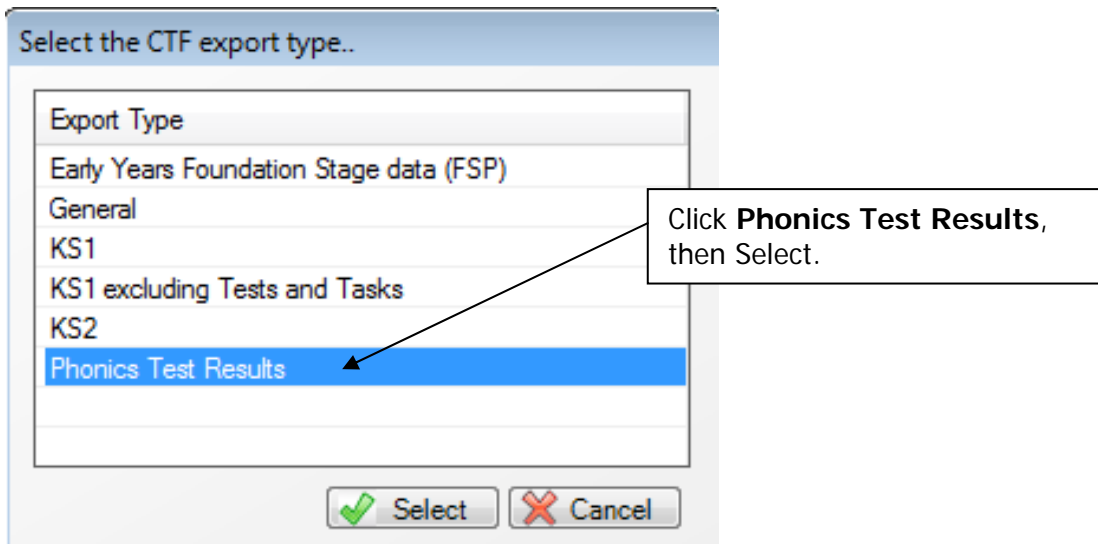 Select the CTF export type..
Export Type
Early Years Foundation Stage data (FSP)
General
KS1
KS1 excluding Tests and Tasks
KS2
Phonics Test Results
Click Phonics Test Results,
then Select.
Select
Cancel